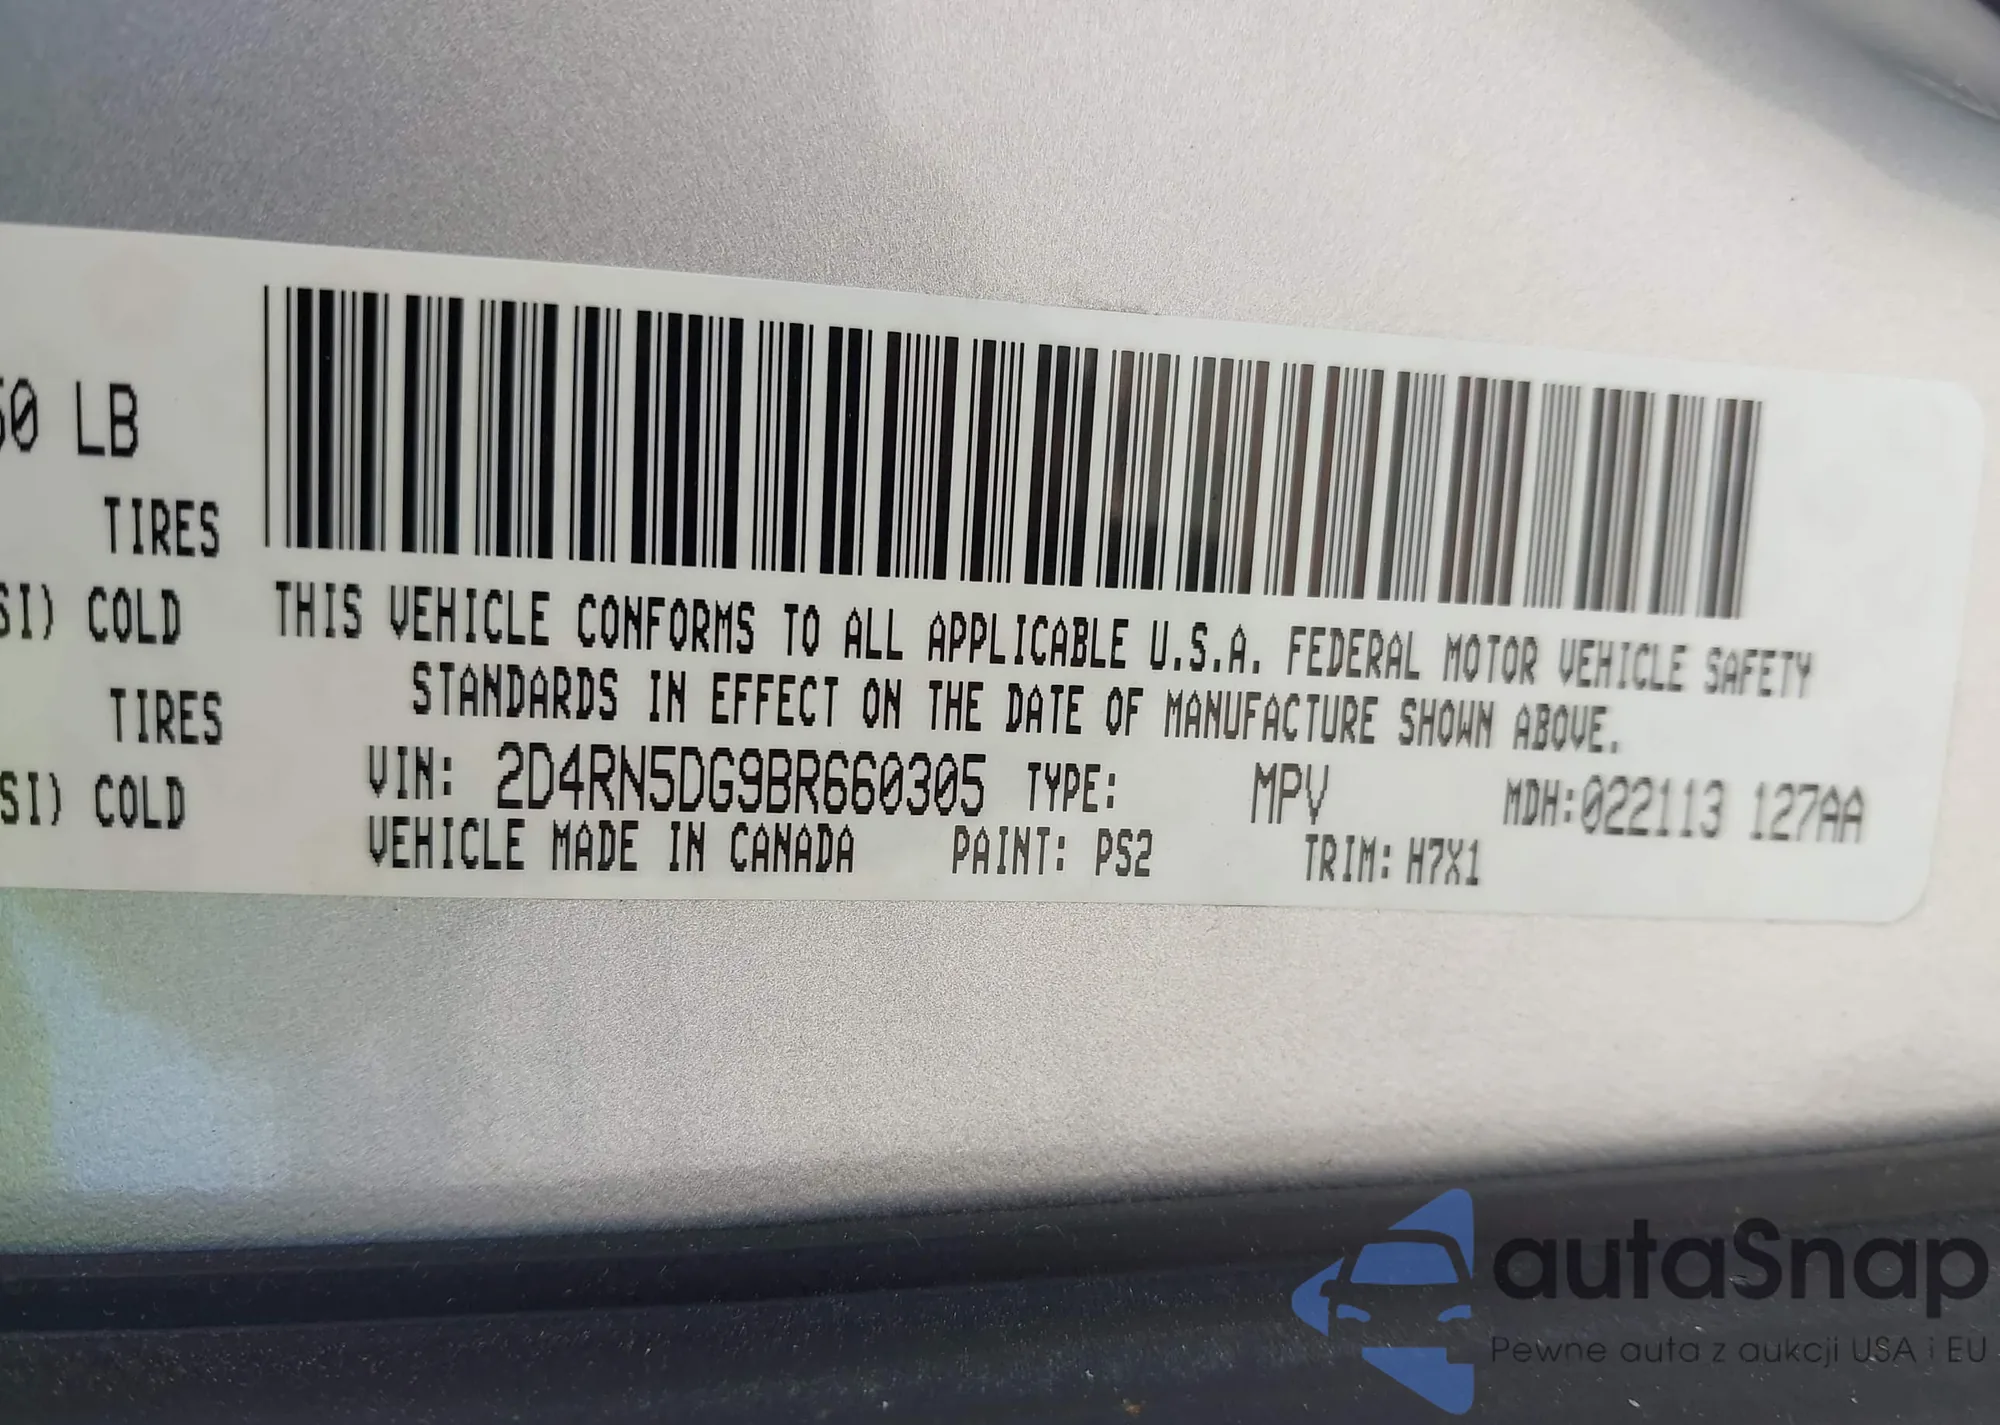 50 LB
TIRES
SI) COLD
TIRES
SI) COLD
THIS VEHICLE CONFORMS TO ALL APPLICABLE U.S.A. FEDERAL MOTOR VEHICLE SAFETY
STANDARDS IN EFFECT ON THE DATE OF MANUFACTURE SHOWN ABOVE.
VIN: 2D4RN5DG9BR660305 TYPE: MPV MDH:022113 127AA
VEHICLE MADE IN CANADA PAINT: PS2 TRIM: H7X1
autaSnap
Pewne auta z aukcji USA i EU